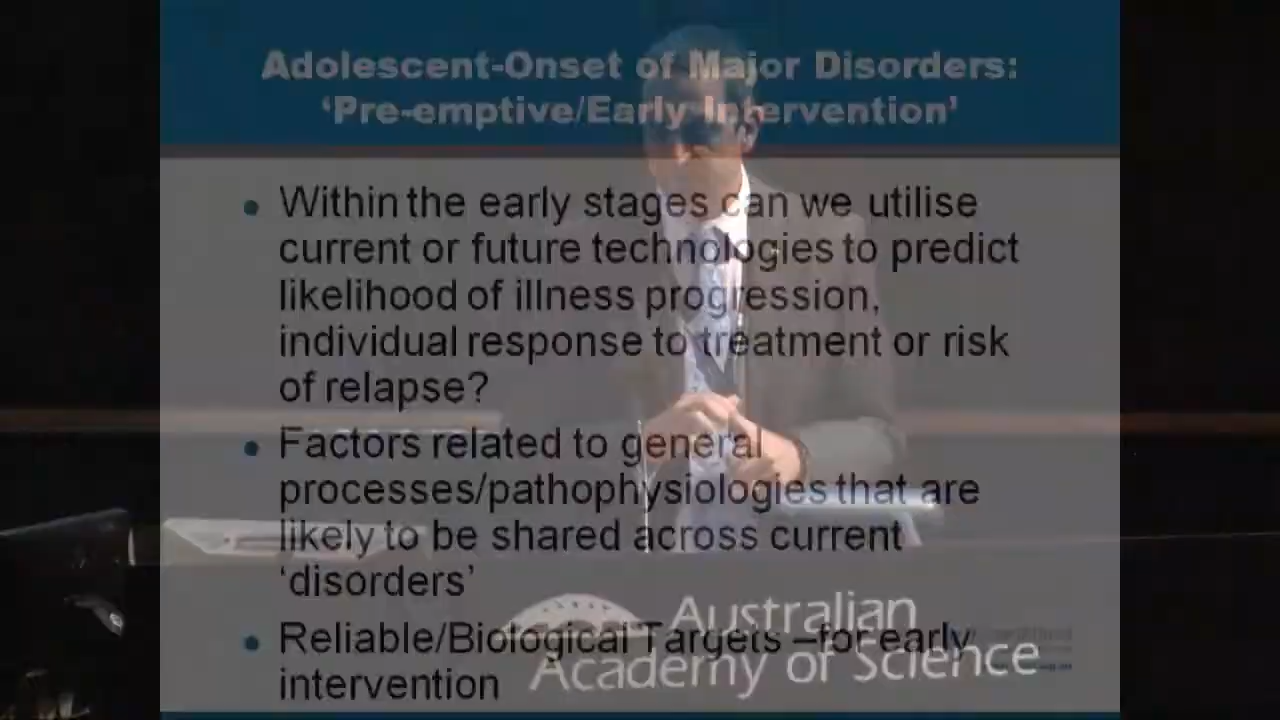 Adolescent-Onset of Major Disorders:
‘Pre-emptive/Early Intervention’
• Within the early stages can we utilise
current or future technologies to predict
likelihood of illness progression,
individual response to treatment or risk
of relapse?
• Factors related to general
processes/pathophysiologies that are
likely to be shared across current
‘disorders’
• Reliable/Biological Targets –for early
intervention
Australian
Academy of Science